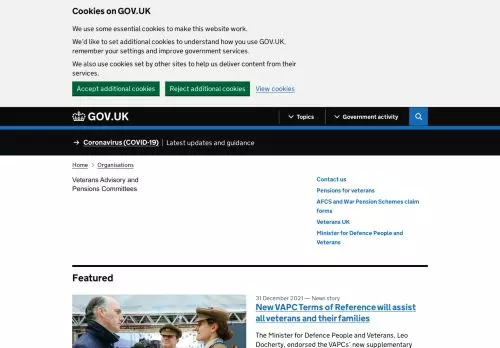 Cookies on GOV.UK
We use some essential cookies to make this website work.
We'd like to set additional cookies to understand how you use GOV.UK,
remember your settings and improve government services.
We also use cookies set by other sites to help us deliver content from their
services.
Accept additional cookies
Reject additional cookies
View cookies
GOV.UK
Topics
Government activity
→ Coronavirus (COVID-19)
Latest updates and guidance
Home > Organisations
Veterans Advisory and
Pensions Committees
Contact us
Pensions for veterans
AFCS and War Pension Schemes claim
forms
Veterans UK
Minister for Defence People and
Veterans
Featured
31 December 2021 — News story
New VAPC Terms of Reference will assist
all veterans and their families
The Minister for Defence People and Veterans, Leo
Docherty, endorsed the VAPCs' new supplementary